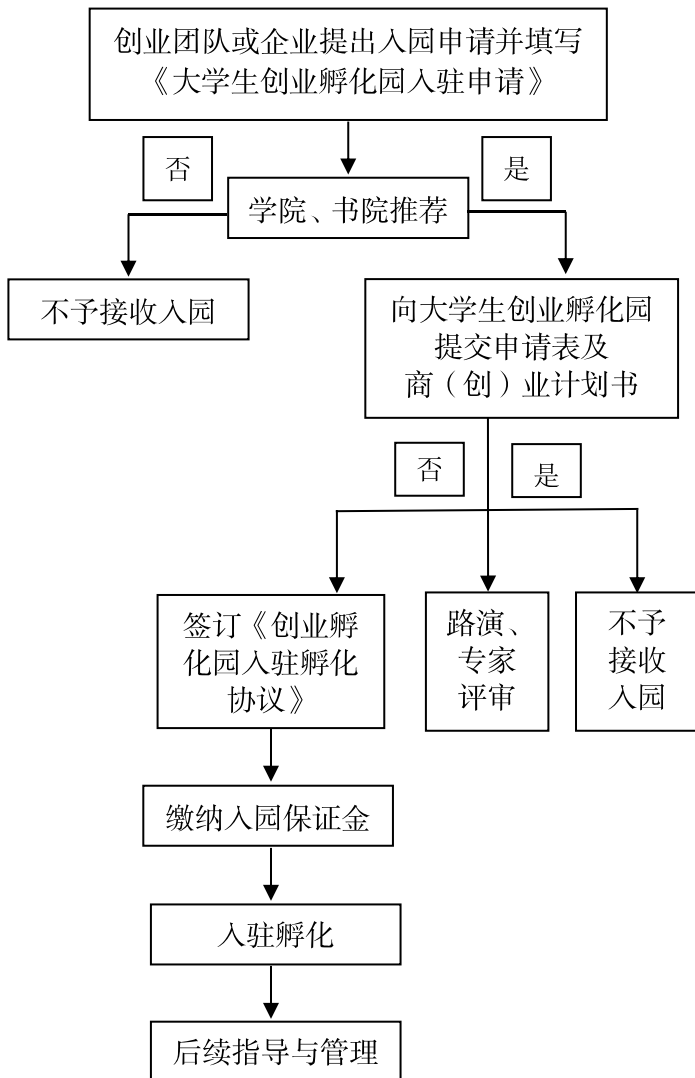 创业团队或企业提出入园申请并填写
《大学生创业孵化园入驻申请》
否
是
学院、书院推荐
不予接收入园
向大学生创业孵化园
提交申请表及
商（创）业计划书
否
是
签订《创业孵
化园入驻孵化
协议》
路演、
专家
评审
不予
接收
入园
缴纳入园保证金
入驻孵化
后续指导与管理